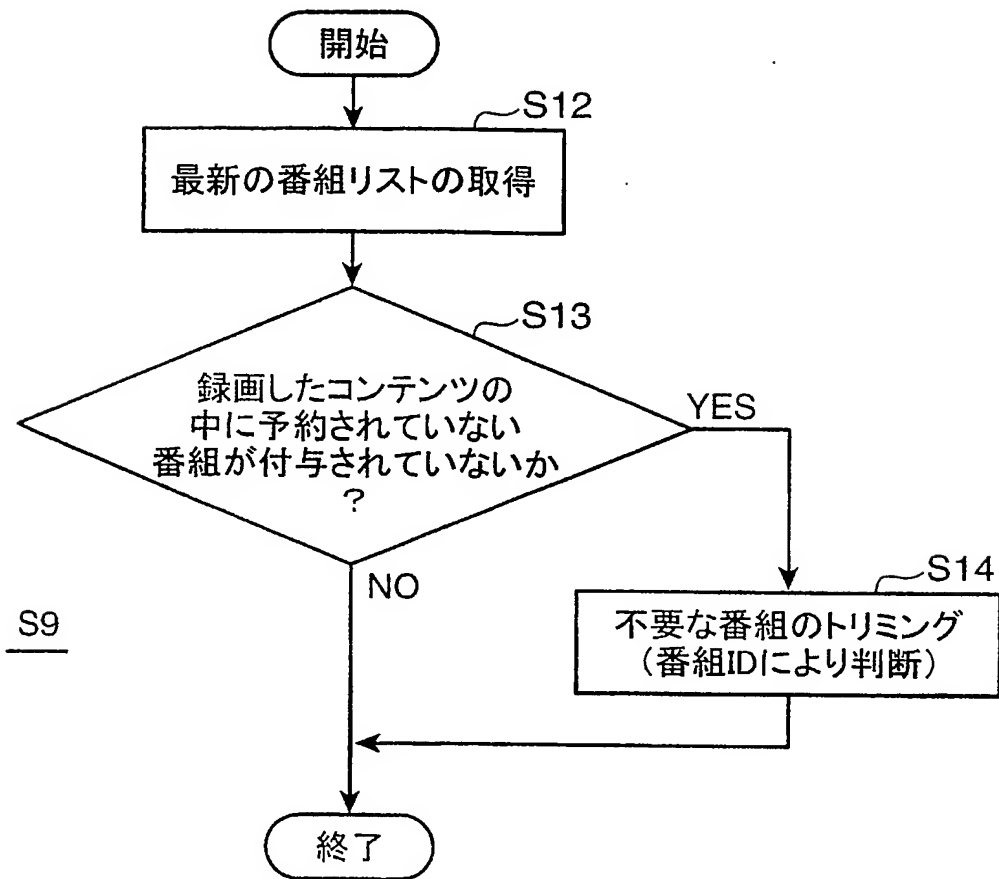 開始
S12
最新の番組リストの取得
S13
録画したコンテンツの
中に予約されていない
番組が付与されていないか
?
YES
NO
S14
不要な番組のトリミング
(番組IDにより判断)
S9
終了